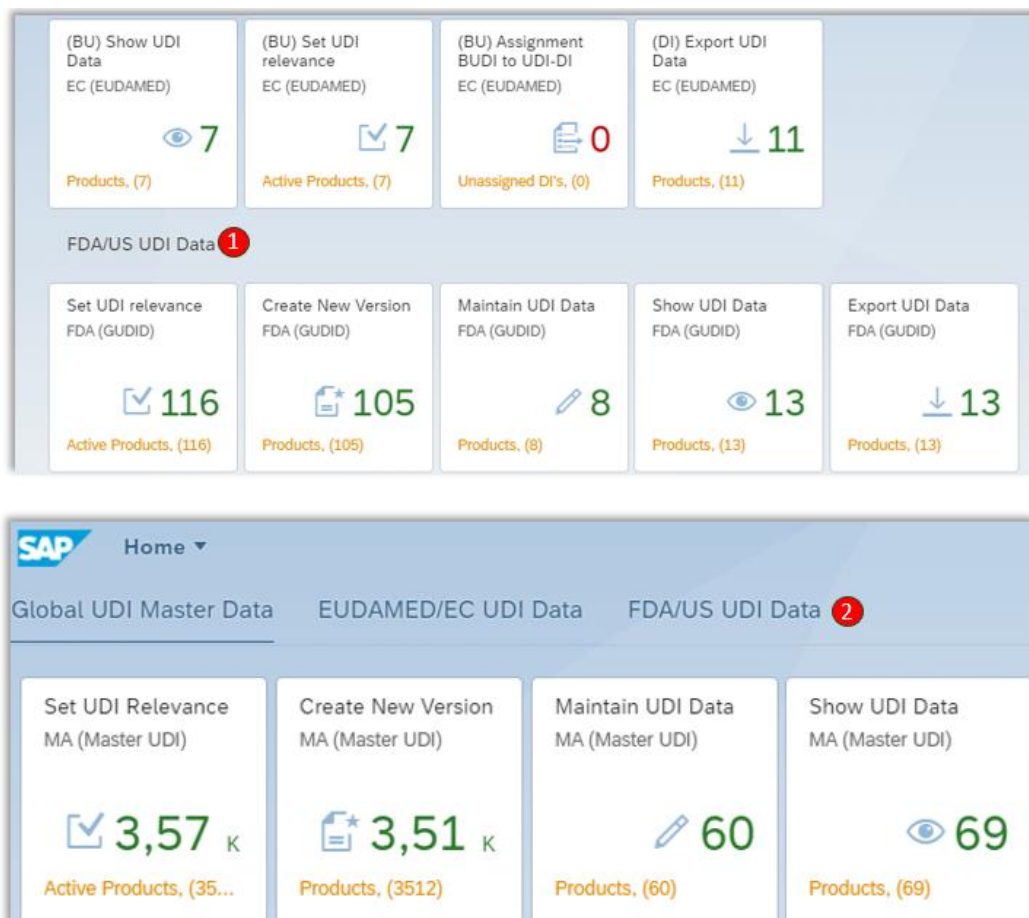 (BU) Show UDI
Data
EC (EUDAMED)
7
Products, (7)
(BU) Set UDI
relevance
EC (EUDAMED)
7
Active Products, (7)
(BU) Assignment
BUDI to UDI-DI
EC (EUDAMED)
0
Unassigned DI's, (0)
(DI) Export UDI
Data
EC (EUDAMED)
11
Products, (11)
FDA/US UDI Data 1
Set UDI relevance
FDA (GUDID)
116
Active Products, (116)
Create New Version
FDA (GUDID)
105
Products, (105)
Maintain UDI Data
FDA (GUDID)
8
Products, (8)
Show UDI Data
FDA (GUDID)
13
Products, (13)
Export UDI Data
FDA (GUDID)
13
Products, (13)
SAP Home
Global UDI Master Data EUDAMED/EC UDI Data FDA/US UDI Data 2
Set UDI Relevance
MA (Master UDI)
3,57 K
Active Products, (35...
Create New Version
MA (Master UDI)
3,51 K
Products, (3512)
Maintain UDI Data
MA (Master UDI)
60
Products, (60)
Show UDI Data
MA (Master UDI)
69
Products, (69)